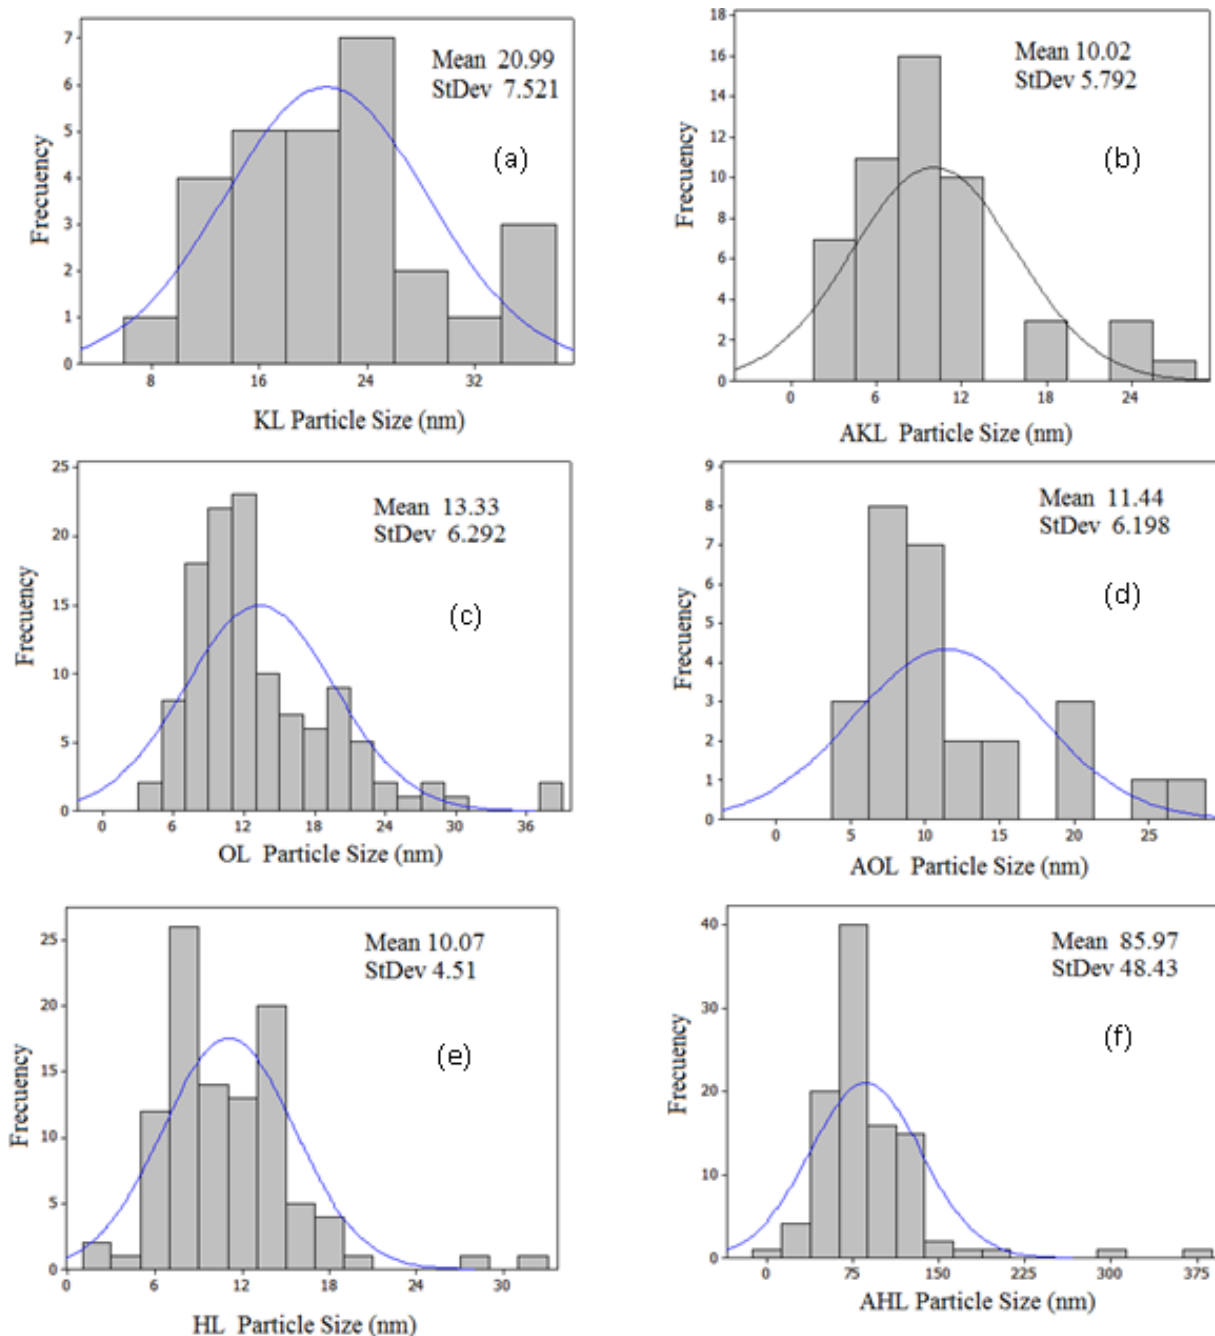 7
6
5
4
3
2
1
0
Frecuency
Mean 20.99
StDev 7.521
(a)
8 16 24 32
KL Particle Size (nm)
18
16
14
12
10
8
6
4
2
0
Frecuency
Mean 10.02
StDev 5.792
(b)
0 6 12 18 24
AKL Particle Size (nm)
25
20
15
10
5
0
Frecuency
Mean 13.33
StDev 6.292
(c)
0 6 12 18 24 30 36
OL Particle Size (nm)
9
8
7
6
5
4
3
2
1
0
Frecuency
Mean 11.44
StDev 6.198
(d)
0 5 10 15 20 25
AOL Particle Size (nm)
25
20
15
10
5
0
Frecuency
Mean 10.07
StDev 4.51
(e)
0 6 12 18 24 30
HL Particle Size (nm)
40
30
20
10
0
Frecuency
Mean 85.97
StDev 48.43
(f)
0 75 150 225 300 375
AHL Particle Size (nm)